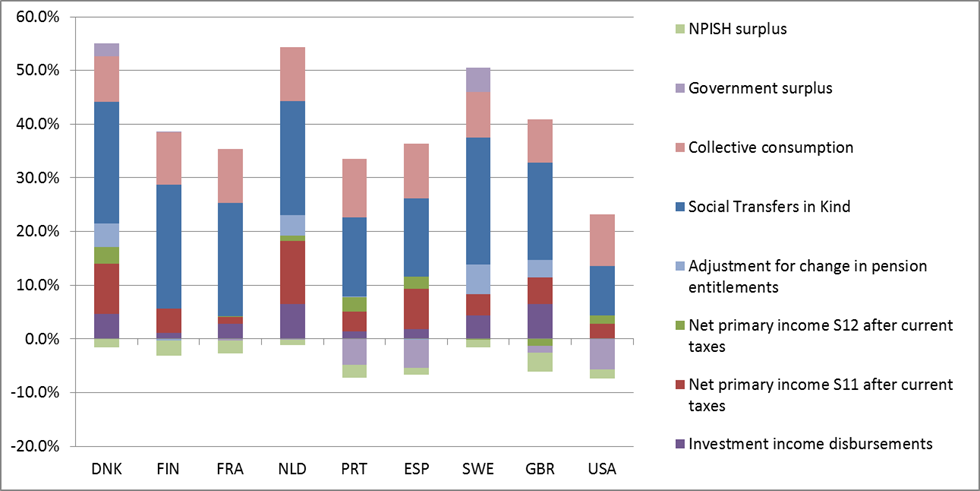 60.0%
50.0%
40.0%
30.0%
20.0%
10.0%
0.0%
-10.0%
-20.0%
DNK FIN FRA NLD PRT ESP SWE GBR USA
NPISH surplus
Government surplus
Collective consumption
Social Transfers in Kind
Adjustment for change in pension
entitlements
Net primary income S12 after current
taxes
Net primary income S11 after current
taxes
Investment income disbursements